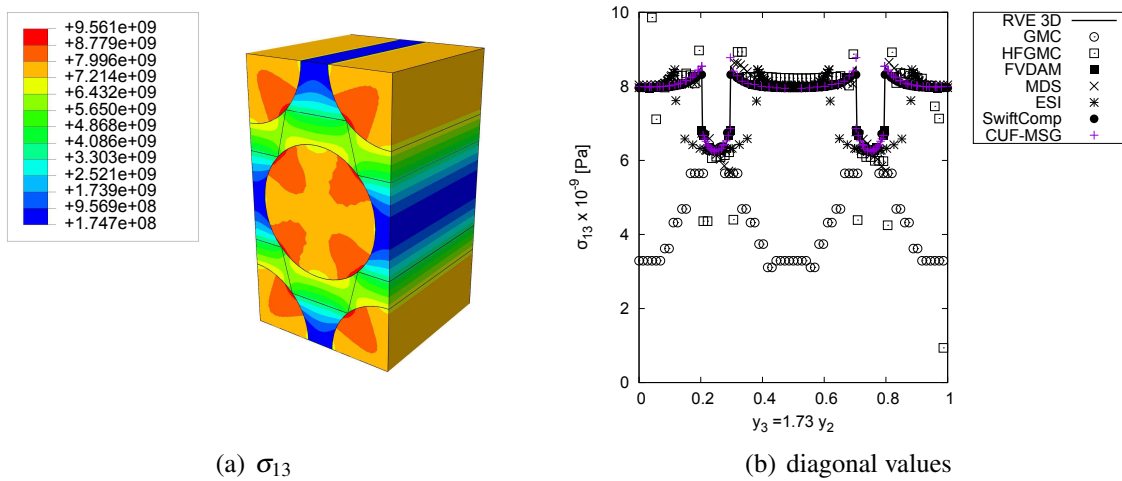 +9.561e+09
+8.779e+09
+7.996e+09
+7.214e+09
+6.432e+09
+5.650e+09
+4.868e+09
+4.086e+09
+3.303e+09
+2.521e+09
+1.739e+09
+9.569e+08
+1.747e+08
(a) σ13
10
8
6
4
2
0
σ13 x 10-9 [Pa]
0 0.2 0.4 0.6 0.8 1
y3 =1.73 y2
RVE 3D
GMC
HFGMC
FVDAM
MDS
ESI
SwiftComp
CUF-MSG
(b) diagonal values